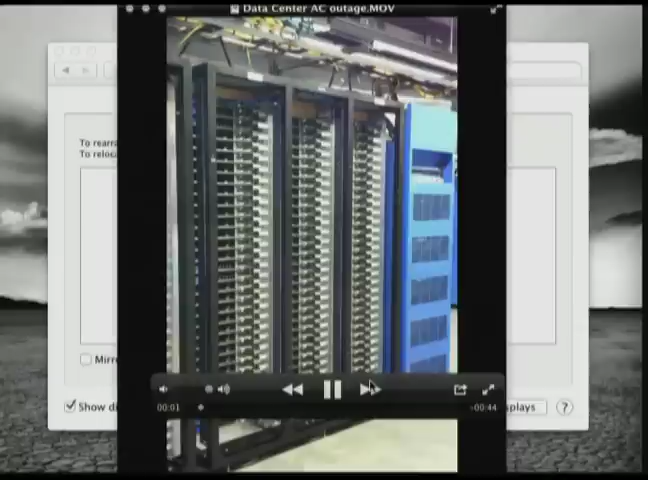 Data Center AC outage.MOV
To rearra
To reloca
Mirro
Show di
splays
?
00:01
-00:44